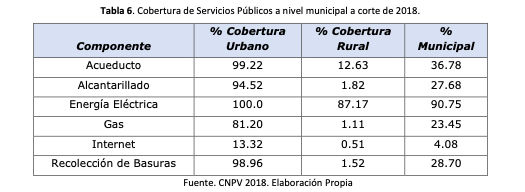 Tabla 6. Cobertura de Servicios Públicos a nivel municipal a corte de 2018.
Componente % Cobertura Urbano % Cobertura Rural % Municipal
Acueducto 99.22 12.63 36.78
Alcantarillado 94.52 1.82 27.68
Energía Eléctrica 100.0 87.17 90.75
Gas 81.20 1.11 23.45
Internet 13.32 0.51 4.08
Recolección de Basuras 98.96 1.52 28.70
Fuente. CNPV 2018. Elaboración Propia